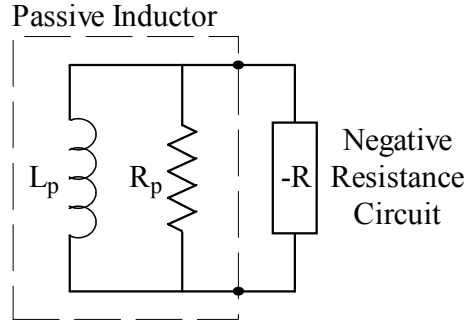 Passive Inductor
Lp
Rp
-R
Negative
Resistance
Circuit